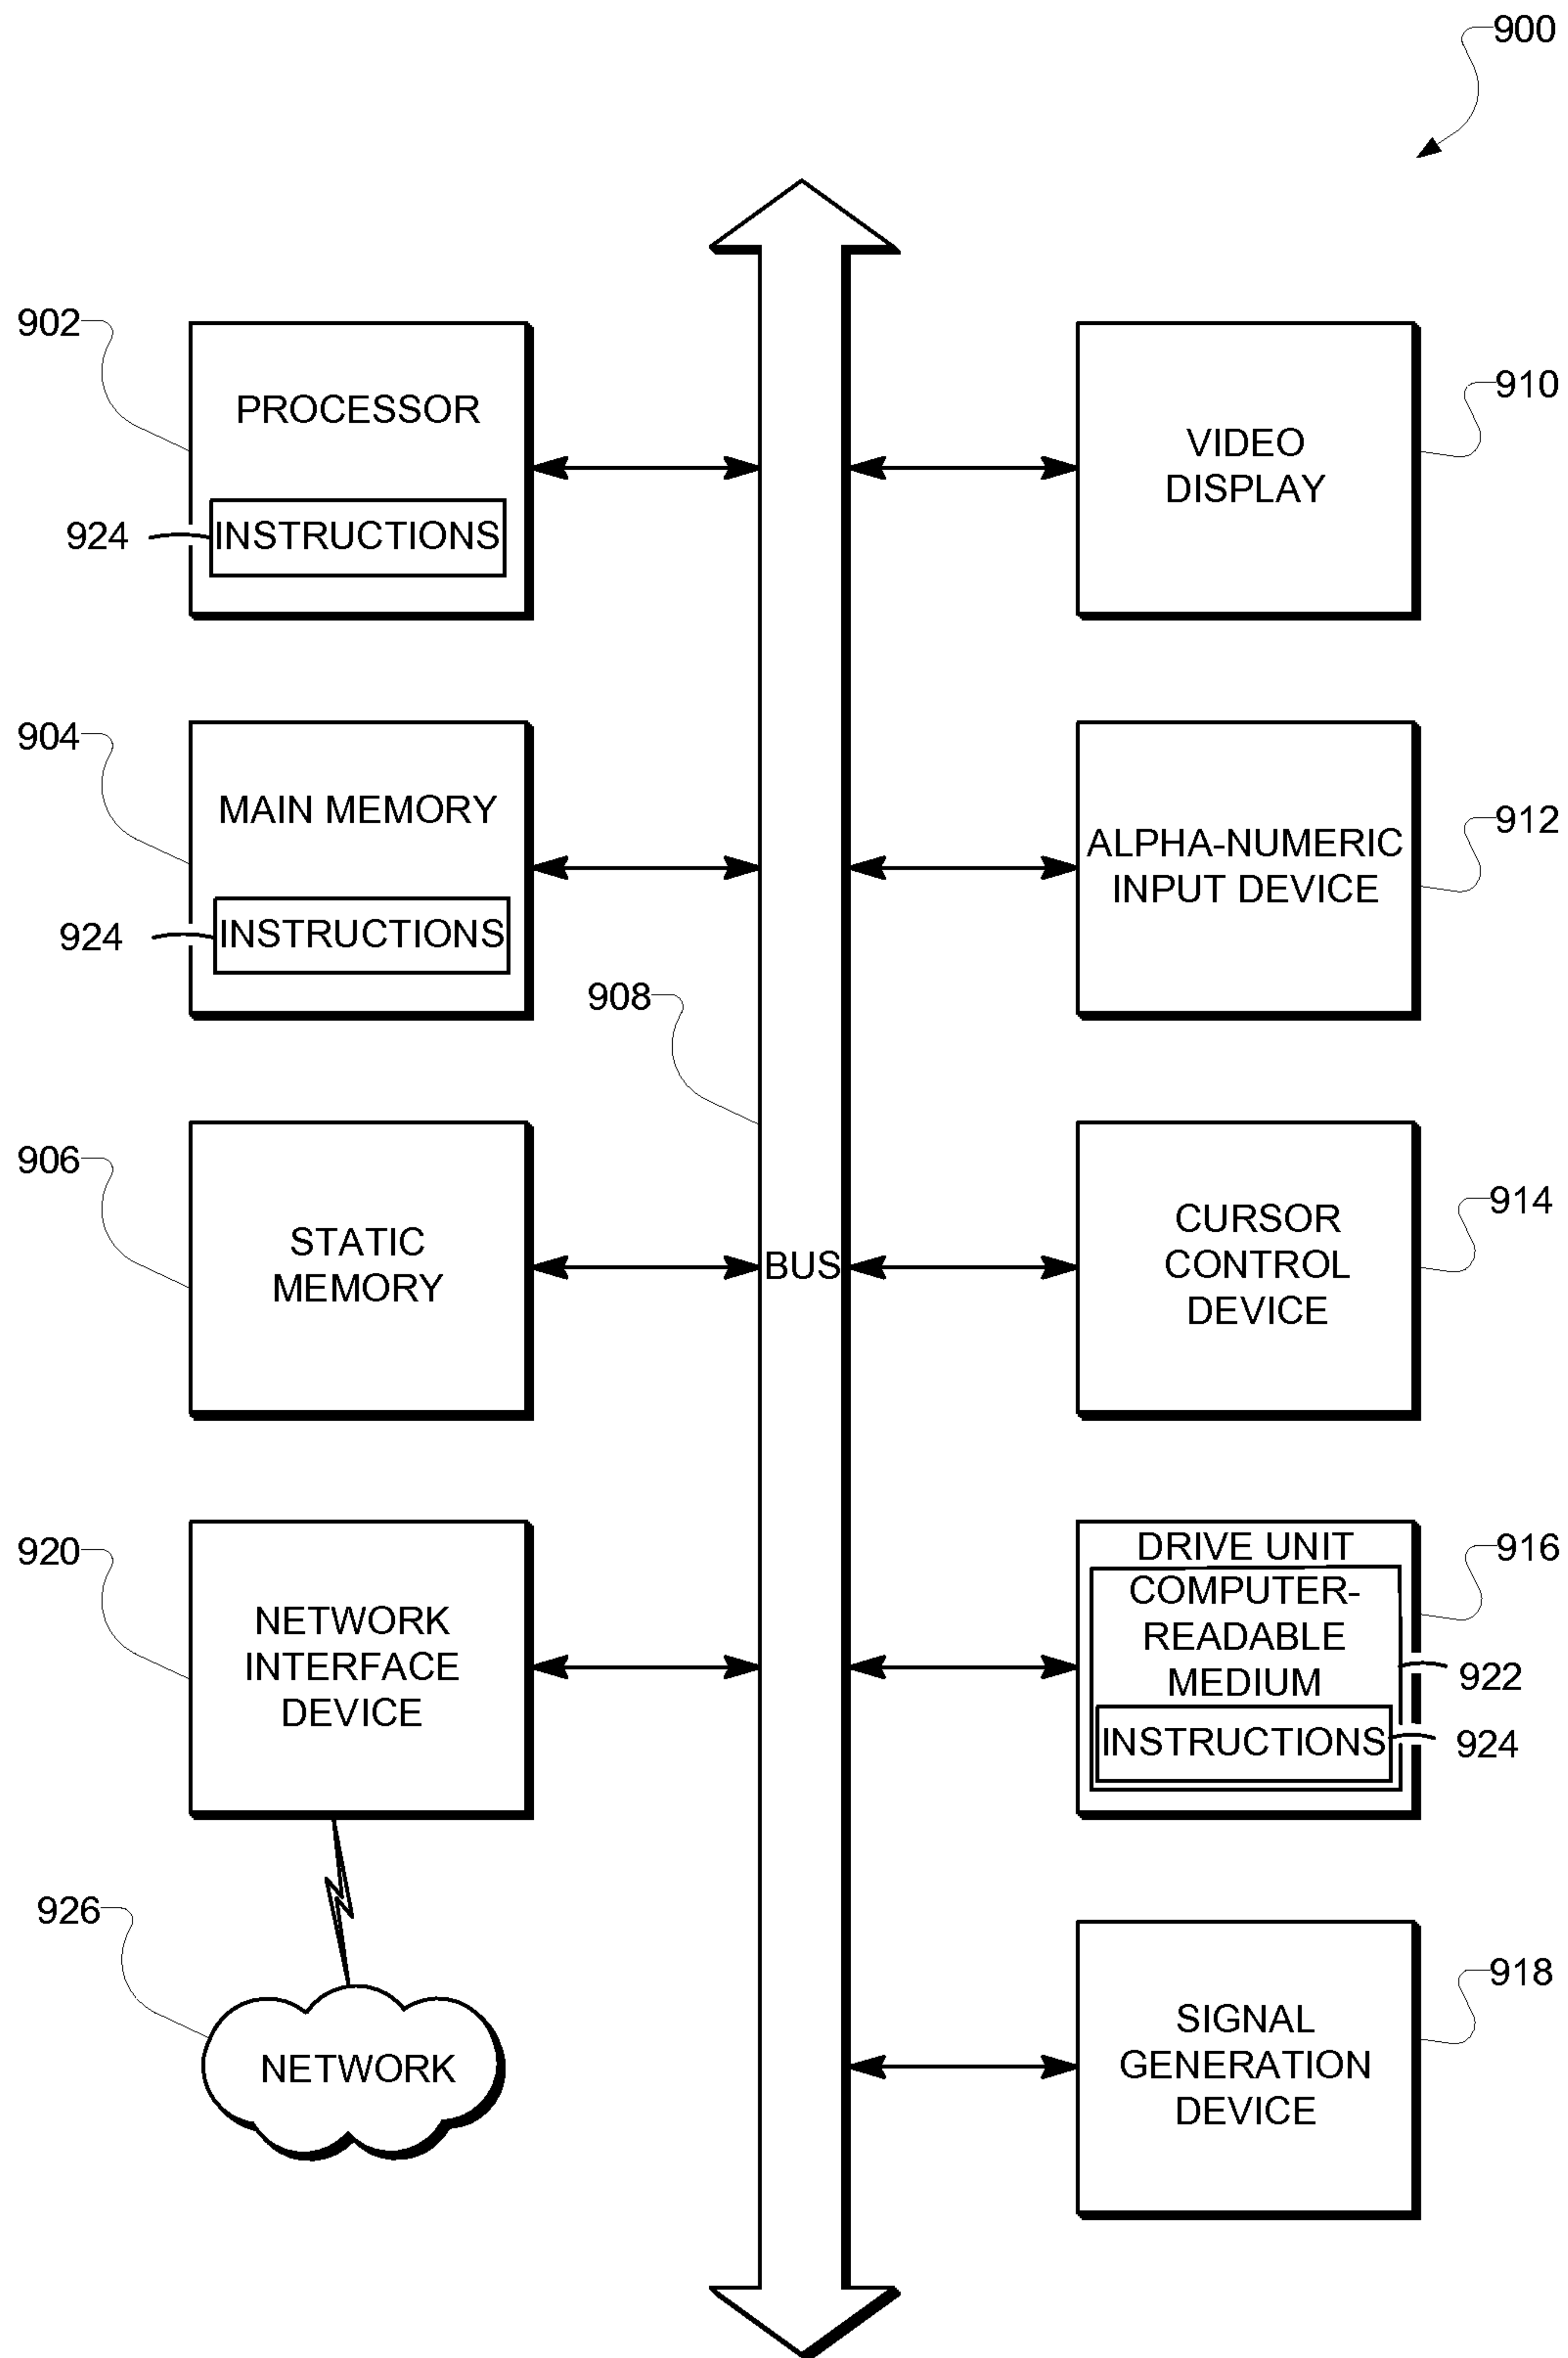 900
902
PROCESSOR
924
INSTRUCTIONS
VIDEO
DISPLAY
910
904
MAIN MEMORY
924
INSTRUCTIONS
ALPHA-NUMERIC
INPUT DEVICE
912
908
BUS
906
STATIC
MEMORY
CURSOR
CONTROL
DEVICE
914
920
NETWORK
INTERFACE
DEVICE
DRIVE UNIT
916
COMPUTER-
READABLE
MEDIUM
922
INSTRUCTIONS
924
926
NETWORK
SIGNAL
GENERATION
DEVICE
918